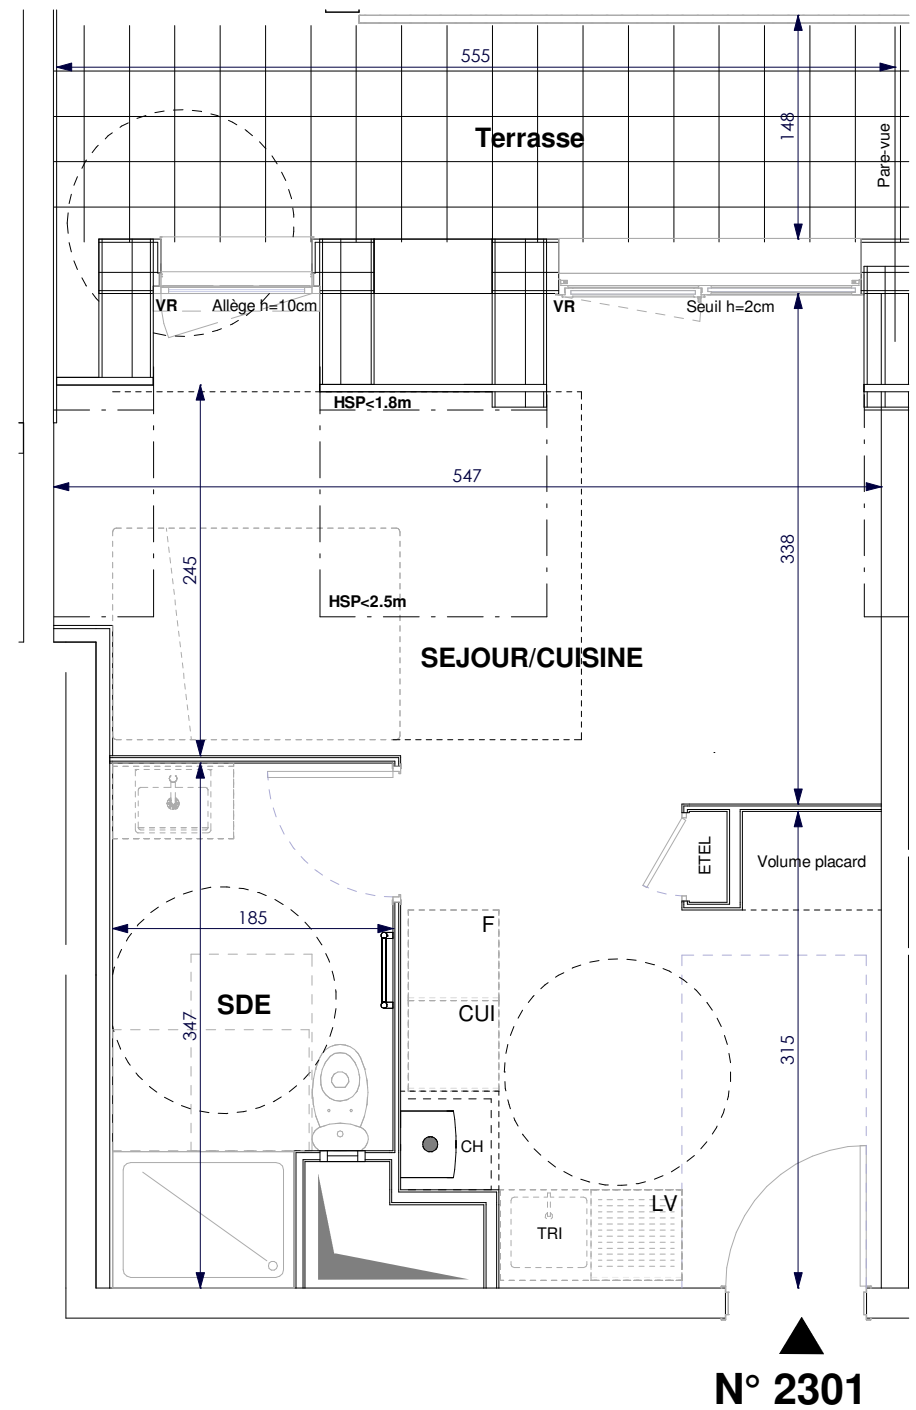 555
148
Terrasse
Pare-vue
VR
Allège h=10cm
VR
Seuil h=2cm
HSP<1.8m
547
245
338
HSP<2.5m
SEJOUR/CUISINE
ETEL
Volume placard
185
F
SDE
CUI
347
315
CH
LV
TRI
N° 2301